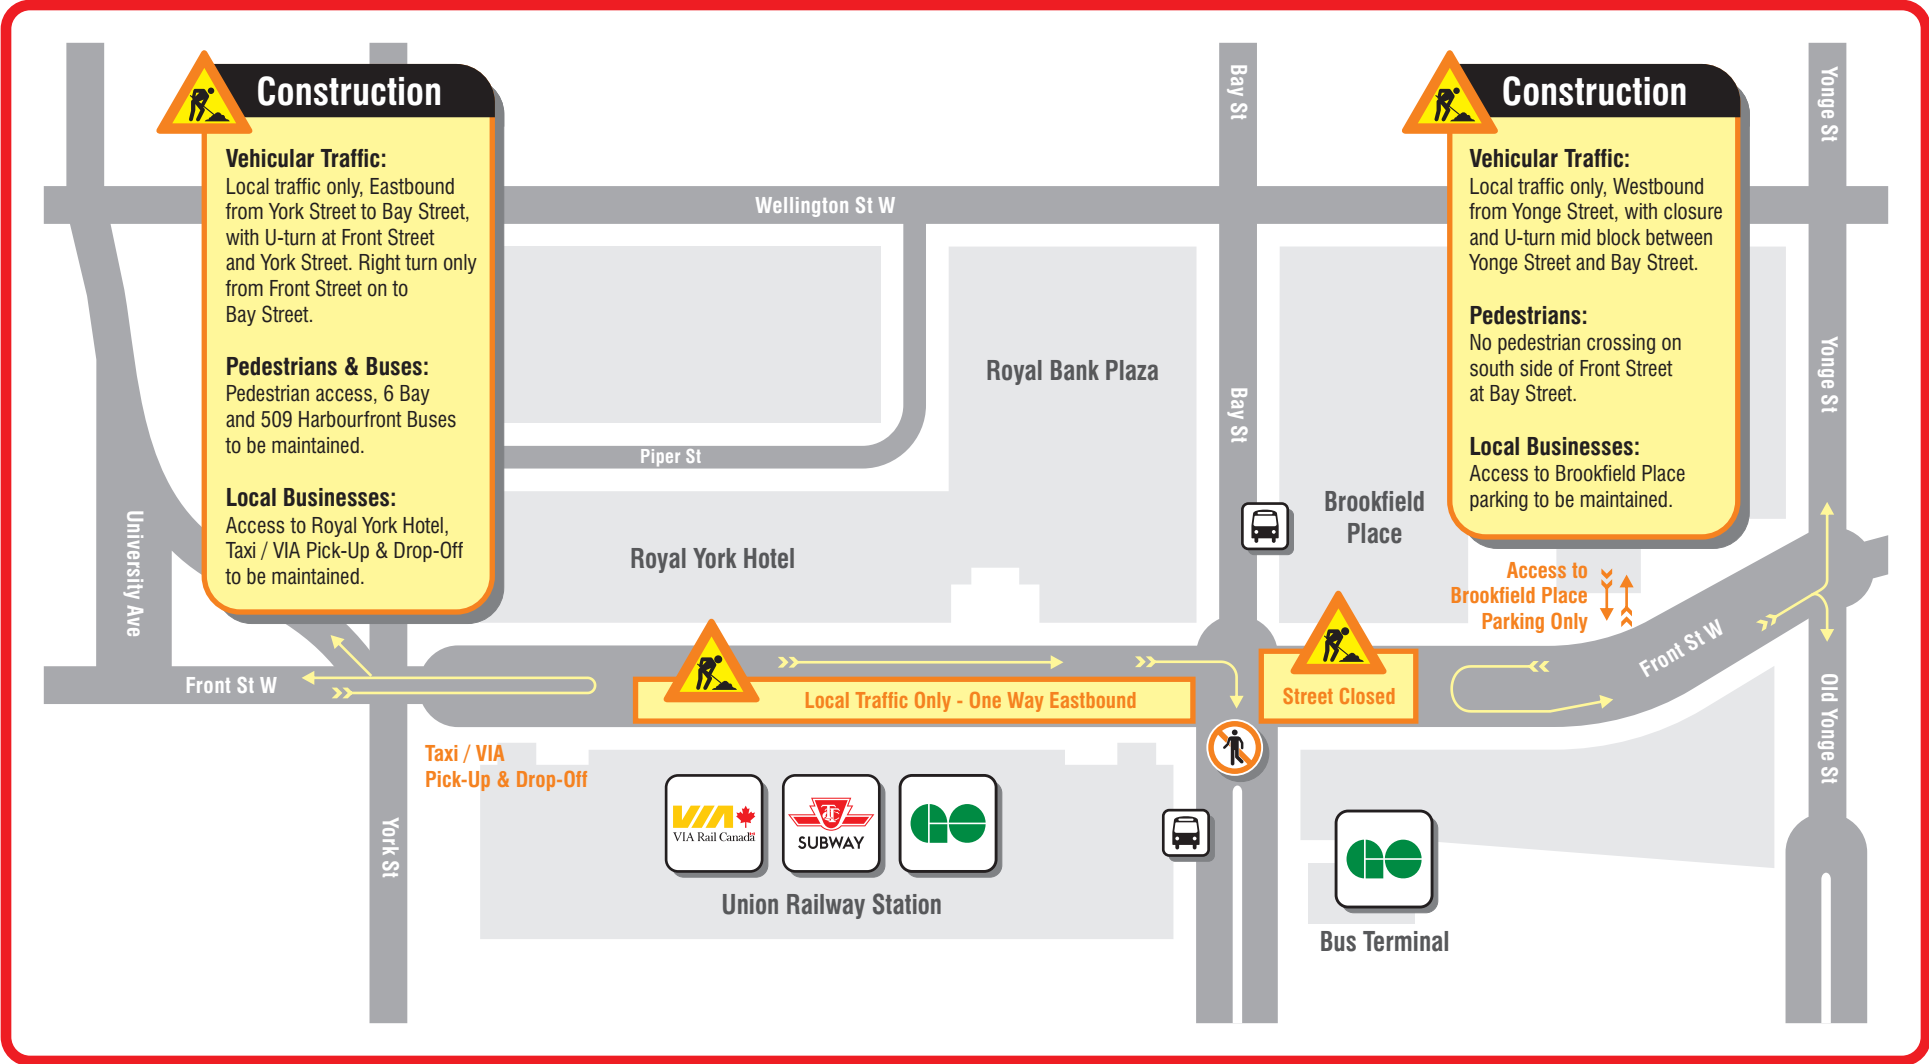 Construction
Vehicular Traffic:
Local traffic only, Eastbound
from York Street to Bay Street,
with U-turn at Front Street
and York Street. Right turn only
from Front Street on to
Bay Street.
Pedestrians & Buses:
Pedestrian access, 6 Bay
and 509 Harbourfront Buses
to be maintained.
Local Businesses:
Access to Royal York Hotel,
Taxi / VIA Pick-Up & Drop-Off
to be maintained.
Construction
Vehicular Traffic:
Local traffic only, Westbound
from Yonge Street, with closure
and U-turn mid block between
Yonge Street and Bay Street.
Pedestrians:
No pedestrian crossing on
south side of Front Street
at Bay Street.
Local Businesses:
Access to Brookfield Place
parking to be maintained.
Bay St
Yonge St
Wellington St W
Royal Bank Plaza
Bay St
Yonge St
Piper St
Brookfield
Place
University Ave
Royal York Hotel
Access to
Brookfield Place
Parking Only
Front St W
Front St W
Local Traffic Only - One Way Eastbound
Street Closed
Old Yonge St
Taxi / VIA
Pick-Up & Drop-Off
York St
VIA
VIA Rail Canada
TTC
SUBWAY
GO
Union Railway Station
GO
Bus Terminal